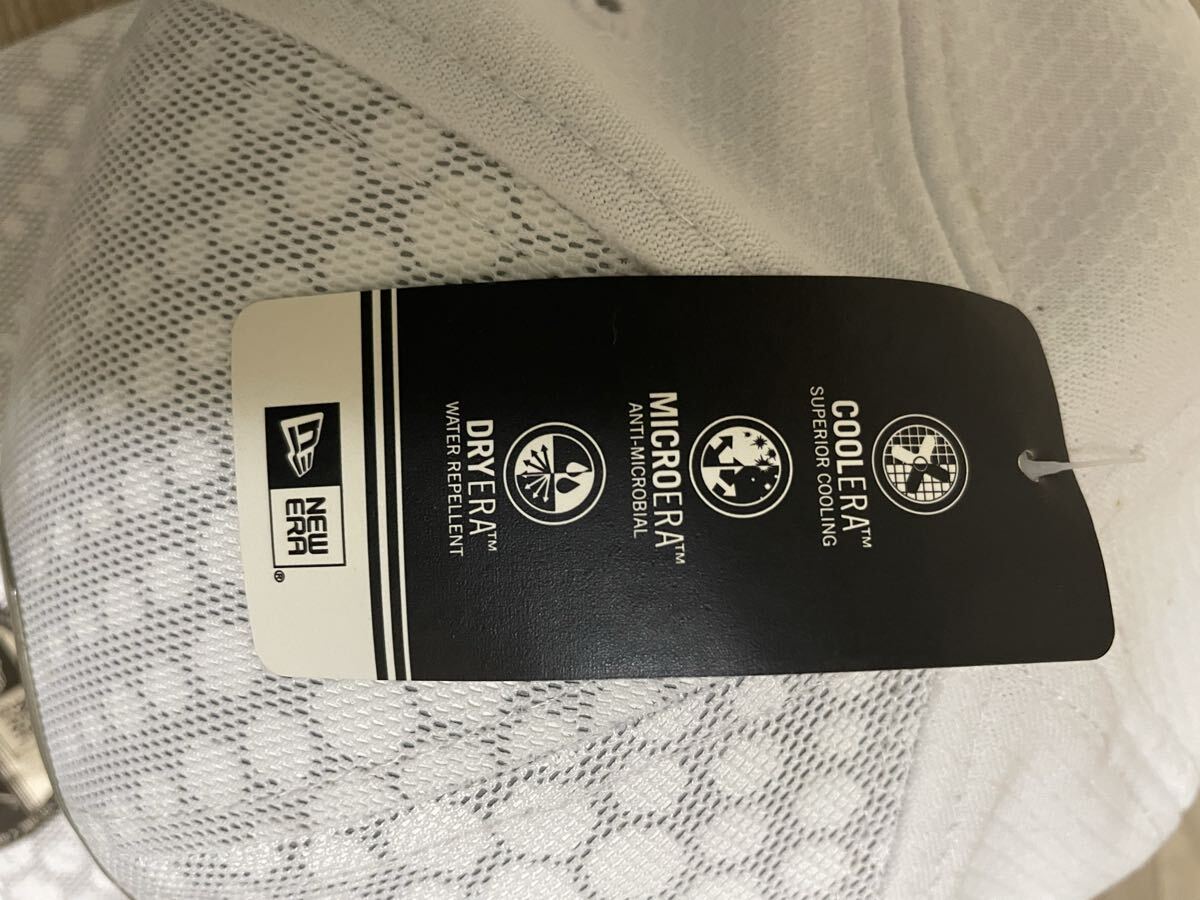 COOLERA™
SUPERIOR COOLING
MICROERA™
ANTI-MICROBIAL
DRYERA™
WATER REPELLENT
NEW
ERA
®